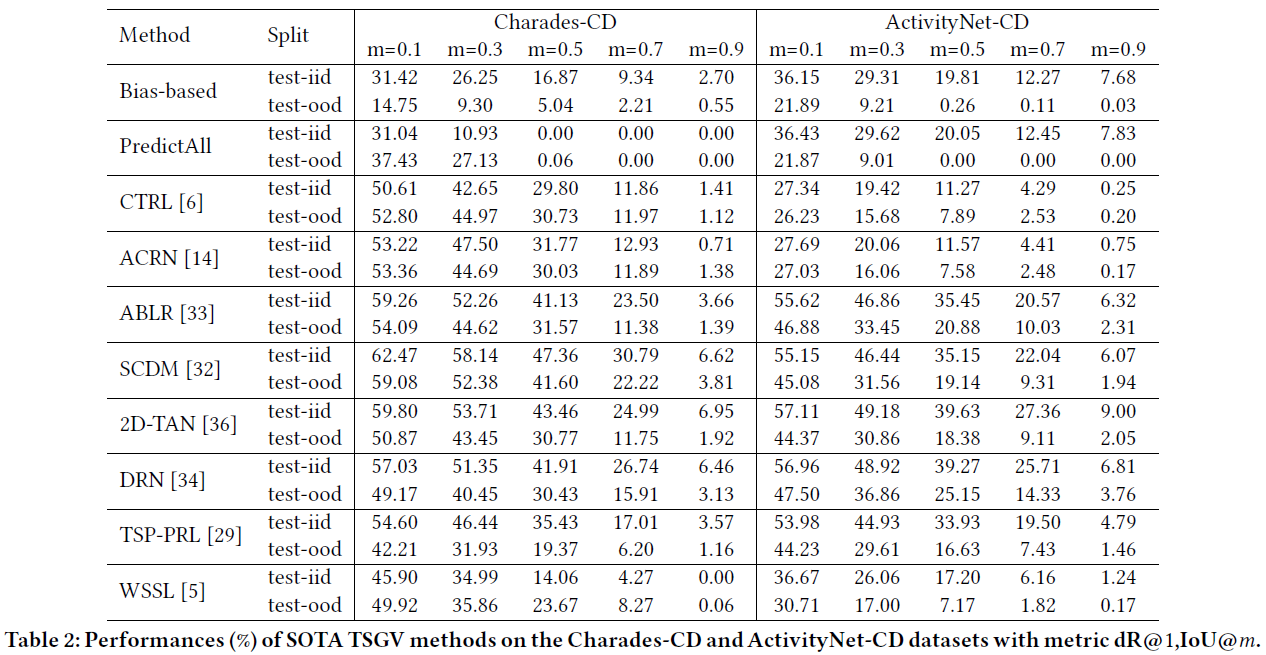 Method Split Charades-CD ActivityNet-CD
m=0.1 m=0.3 m=0.5 m=0.7 m=0.9 m=0.1 m=0.3 m=0.5 m=0.7 m=0.9
Bias-based test-iid 31.42 26.25 16.87 9.34 2.70 36.15 29.31 19.81 12.27 7.68
test-ood 14.75 9.30 5.04 2.21 0.55 21.89 9.21 0.26 0.11 0.03
PredictAll test-iid 31.04 10.93 0.00 0.00 0.00 36.43 29.62 20.05 12.45 7.83
test-ood 37.43 27.13 0.06 0.00 0.00 21.87 9.01 0.00 0.00 0.00
CTRL [6] test-iid 50.61 42.65 29.80 11.86 1.41 27.34 19.42 11.27 4.29 0.25
test-ood 52.80 44.97 30.73 11.97 1.12 26.23 15.68 7.89 2.53 0.20
ACRN [14] test-iid 53.22 47.50 31.77 12.93 0.71 27.69 20.06 11.57 4.41 0.75
test-ood 53.36 44.69 30.03 11.89 1.38 27.03 16.06 7.58 2.48 0.17
ABLR [33] test-iid 59.26 52.26 41.13 23.50 3.66 55.62 46.86 35.45 20.57 6.32
test-ood 54.09 44.62 31.57 11.38 1.39 46.88 33.45 20.88 10.03 2.31
SCDM [32] test-iid 62.47 58.14 47.36 30.79 6.62 55.15 46.44 35.15 22.04 6.07
test-ood 59.08 52.38 41.60 22.22 3.81 45.08 31.56 19.14 9.31 1.94
2D-TAN [36] test-iid 59.80 53.71 43.46 24.99 6.95 57.11 49.18 39.63 27.36 9.00
test-ood 50.87 43.45 30.77 11.75 1.92 44.37 30.86 18.38 9.11 2.05
DRN [34] test-iid 57.03 51.35 41.91 26.74 6.46 56.96 48.92 39.27 25.71 6.81
test-ood 49.17 40.45 30.43 15.91 3.13 47.50 36.86 25.15 14.33 3.76
TSP-PRL [29] test-iid 54.60 46.44 35.43 17.01 3.57 53.98 44.93 33.93 19.50 4.79
test-ood 42.21 31.93 19.37 6.20 1.16 44.23 29.61 16.63 7.43 1.46
WSSL [5] test-iid 45.90 34.99 14.06 4.27 0.00 36.67 26.06 17.20 6.16 1.24
test-ood 49.92 35.86 23.67 8.27 0.06 30.71 17.00 7.17 1.82 0.17
Table 2: Performances (%) of SOTA TSGV methods on the Charades-CD and ActivityNet-CD datasets with metric dR@1,IoU@m.